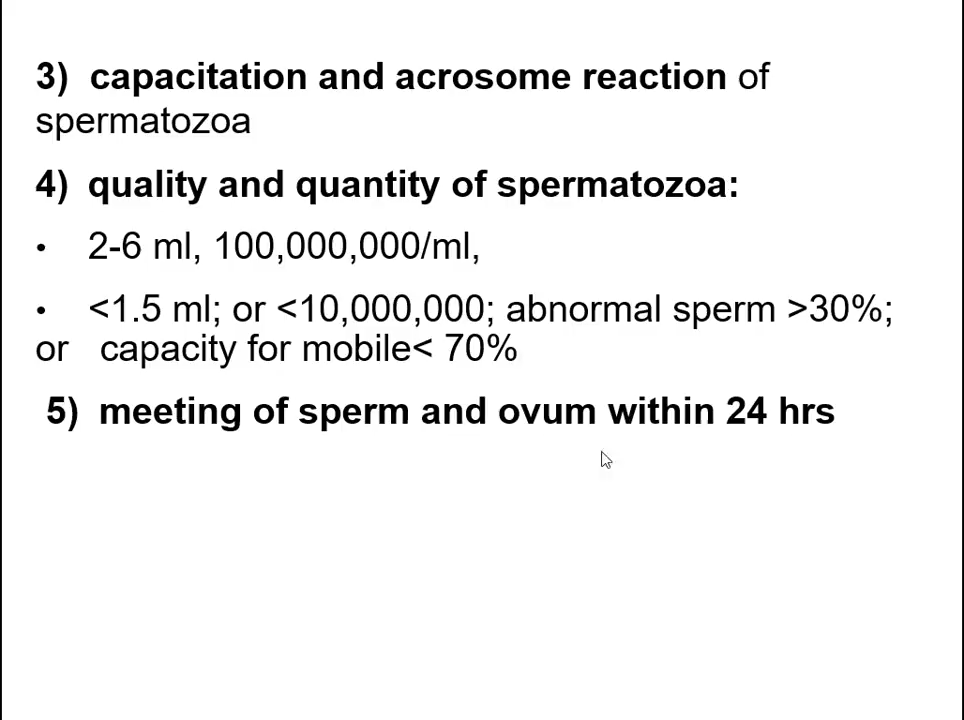 3) capacitation and acrosome reaction of
spermatozoa
4) quality and quantity of spermatozoa:
• 2-6 ml, 100,000,000/ml,
• <1.5 ml; or <10,000,000; abnormal sperm >30%;
or capacity for mobile< 70%
5) meeting of sperm and ovum within 24 hrs